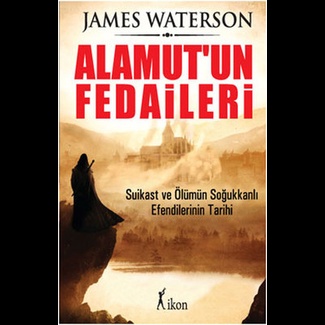 JAMES WATERSON
ALAMUT'UN
FEDAİLERİ
Suikast ve Ölümün Soğukkanlı
Efendilerinin Tarihi
ikon